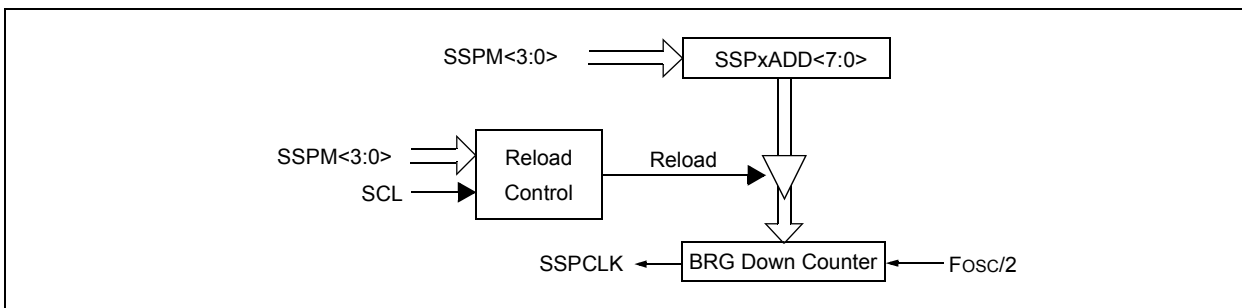 SSPM<3:0>
SSPxADD<7:0>
SSPM<3:0>
SCL
Reload
Control
Reload
SSPCLK
BRG Down Counter
FOSC/2